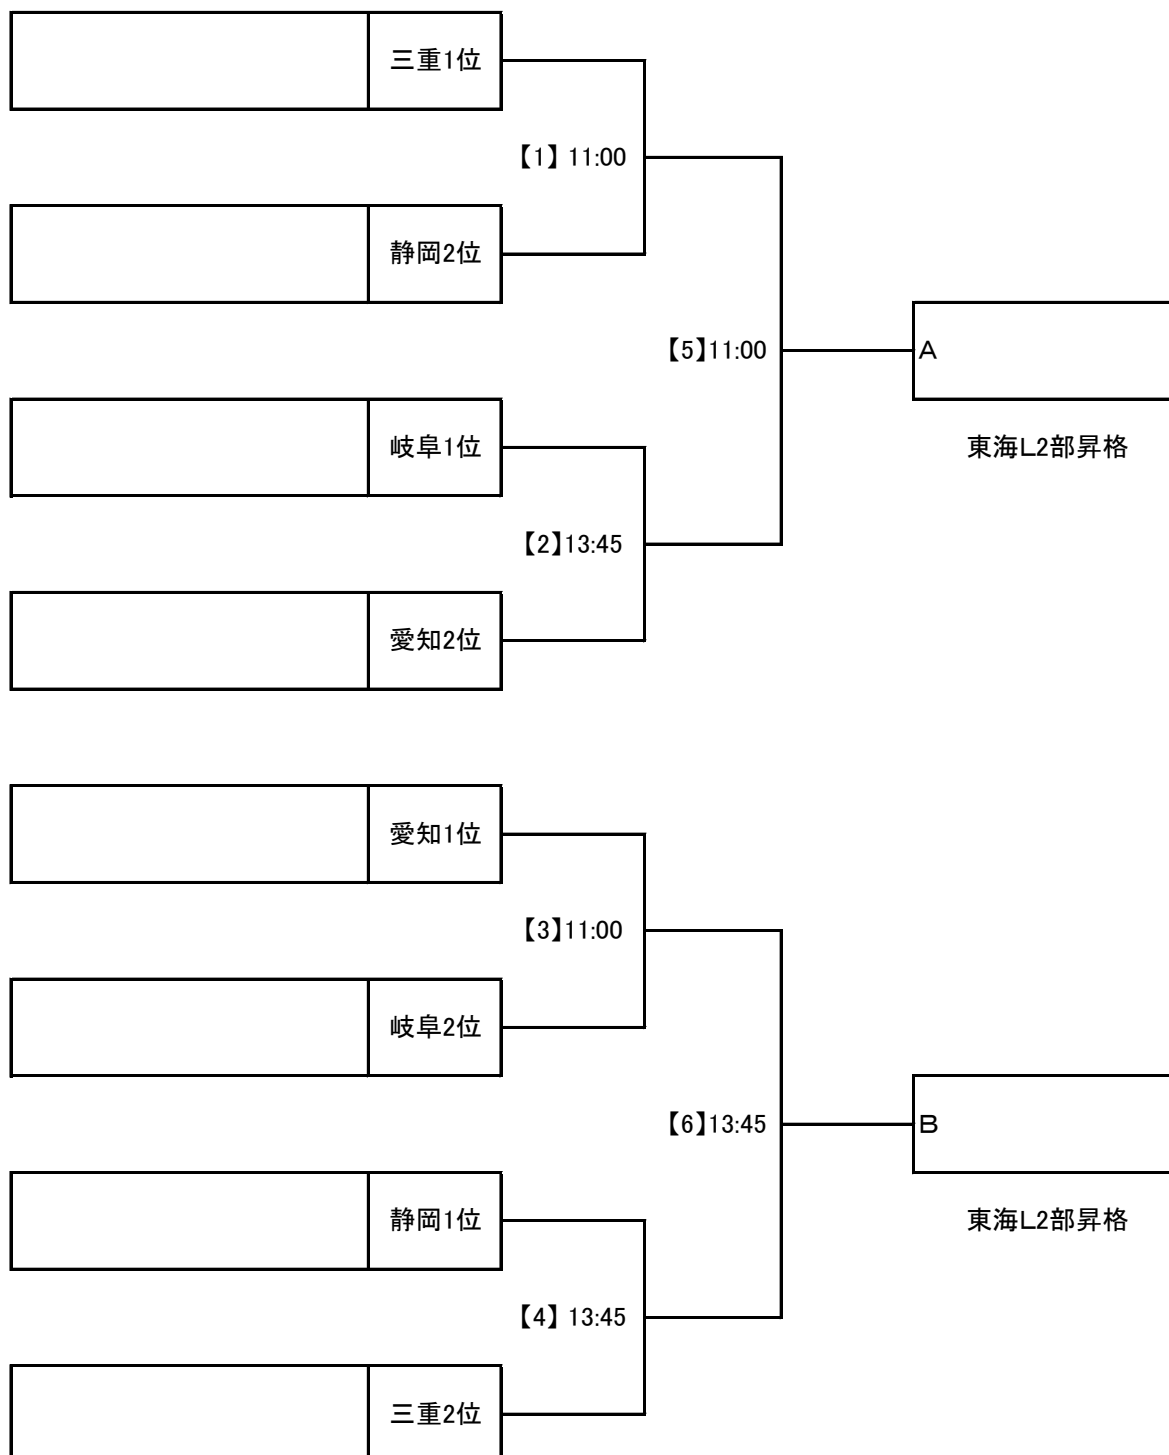 三重1位
【1】 11:00
静岡2位
【5】11:00
A
岐阜1位
東海L2部昇格
【2】13:45
愛知2位
愛知1位
【3】11:00
岐阜2位
【6】13:45
B
静岡1位
東海L2部昇格
【4】 13:45
三重2位